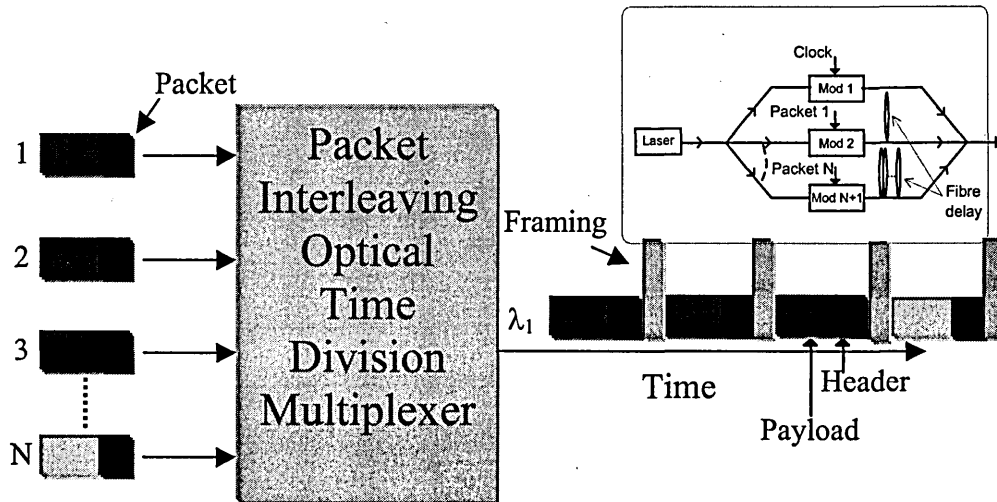 Packet
1
2
3
N
Packet
Interleaving
Optical
Time
Division
Multiplexer
Clock
Mod 1
Packet 1
Laser
Mod 2
Packet N
Mod N+1
Fibre
delay
Framing
λ1
Time
Header
Payload